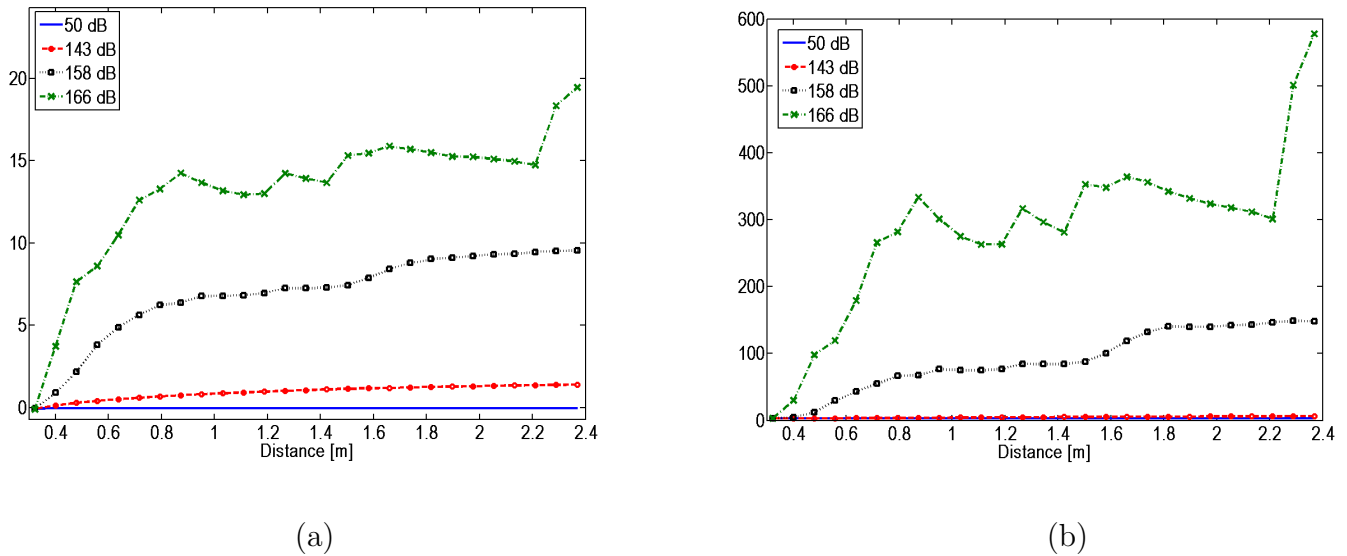 50 dB
143 dB
158 dB
166 dB
20
15
10
5
0
0.4 0.6 0.8 1 1.2 1.4 1.6 1.8 2 2.2 2.4
Distance [m]
(a)
50 dB
143 dB
158 dB
166 dB
600
500
400
300
200
100
0
0.4 0.6 0.8 1 1.2 1.4 1.6 1.8 2 2.2 2.4
Distance [m]
(b)